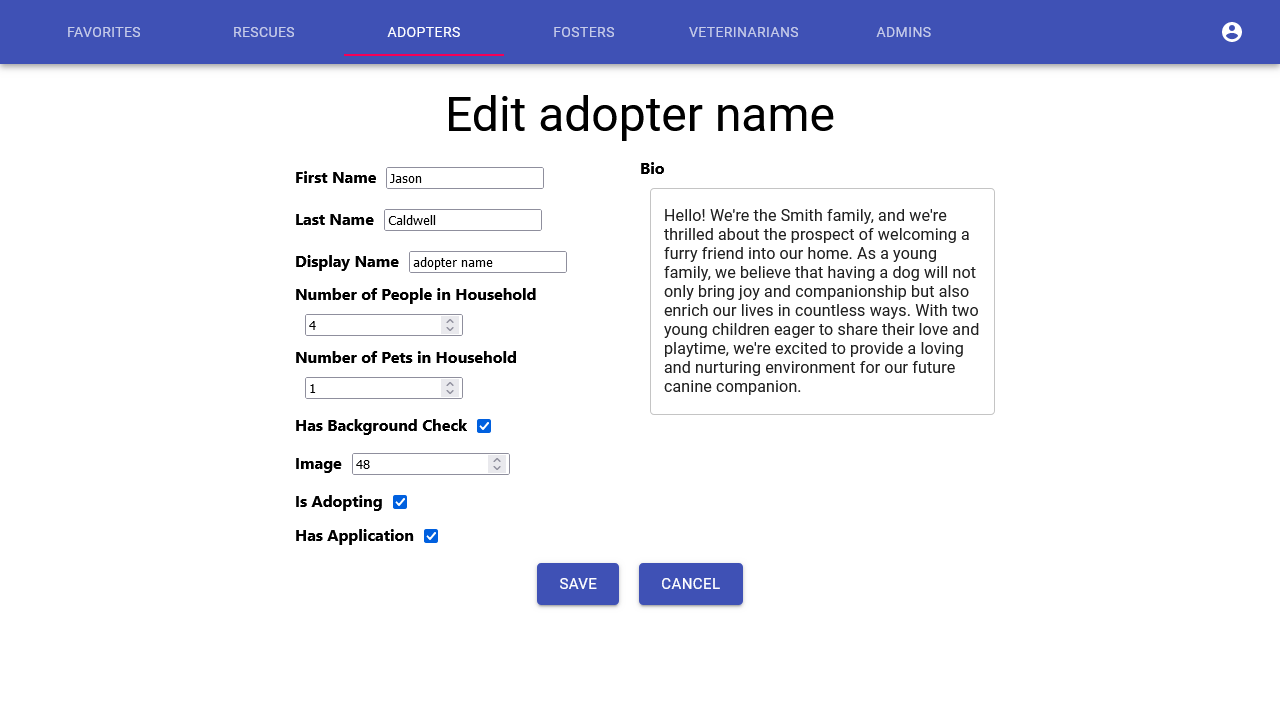 FAVORITES RESCUES ADOPTERS FOSTERS VETERINARIANS ADMINS
Edit adopter name
First Name Jason
Last Name Caldwell
Display Name adopter name
Number of People in Household
4
Number of Pets in Household
1
Has Background Check
Image 48
Is Adopting
Has Application
Bio
Hello! We're the Smith family, and we're
thrilled about the prospect of welcoming a
furry friend into our home. As a young
family, we believe that having a dog will not
only bring joy and companionship but also
enrich our lives in countless ways. With two
young children eager to share their love and
playtime, we're excited to provide a loving
and nurturing environment for our future
canine companion.
SAVE CANCEL